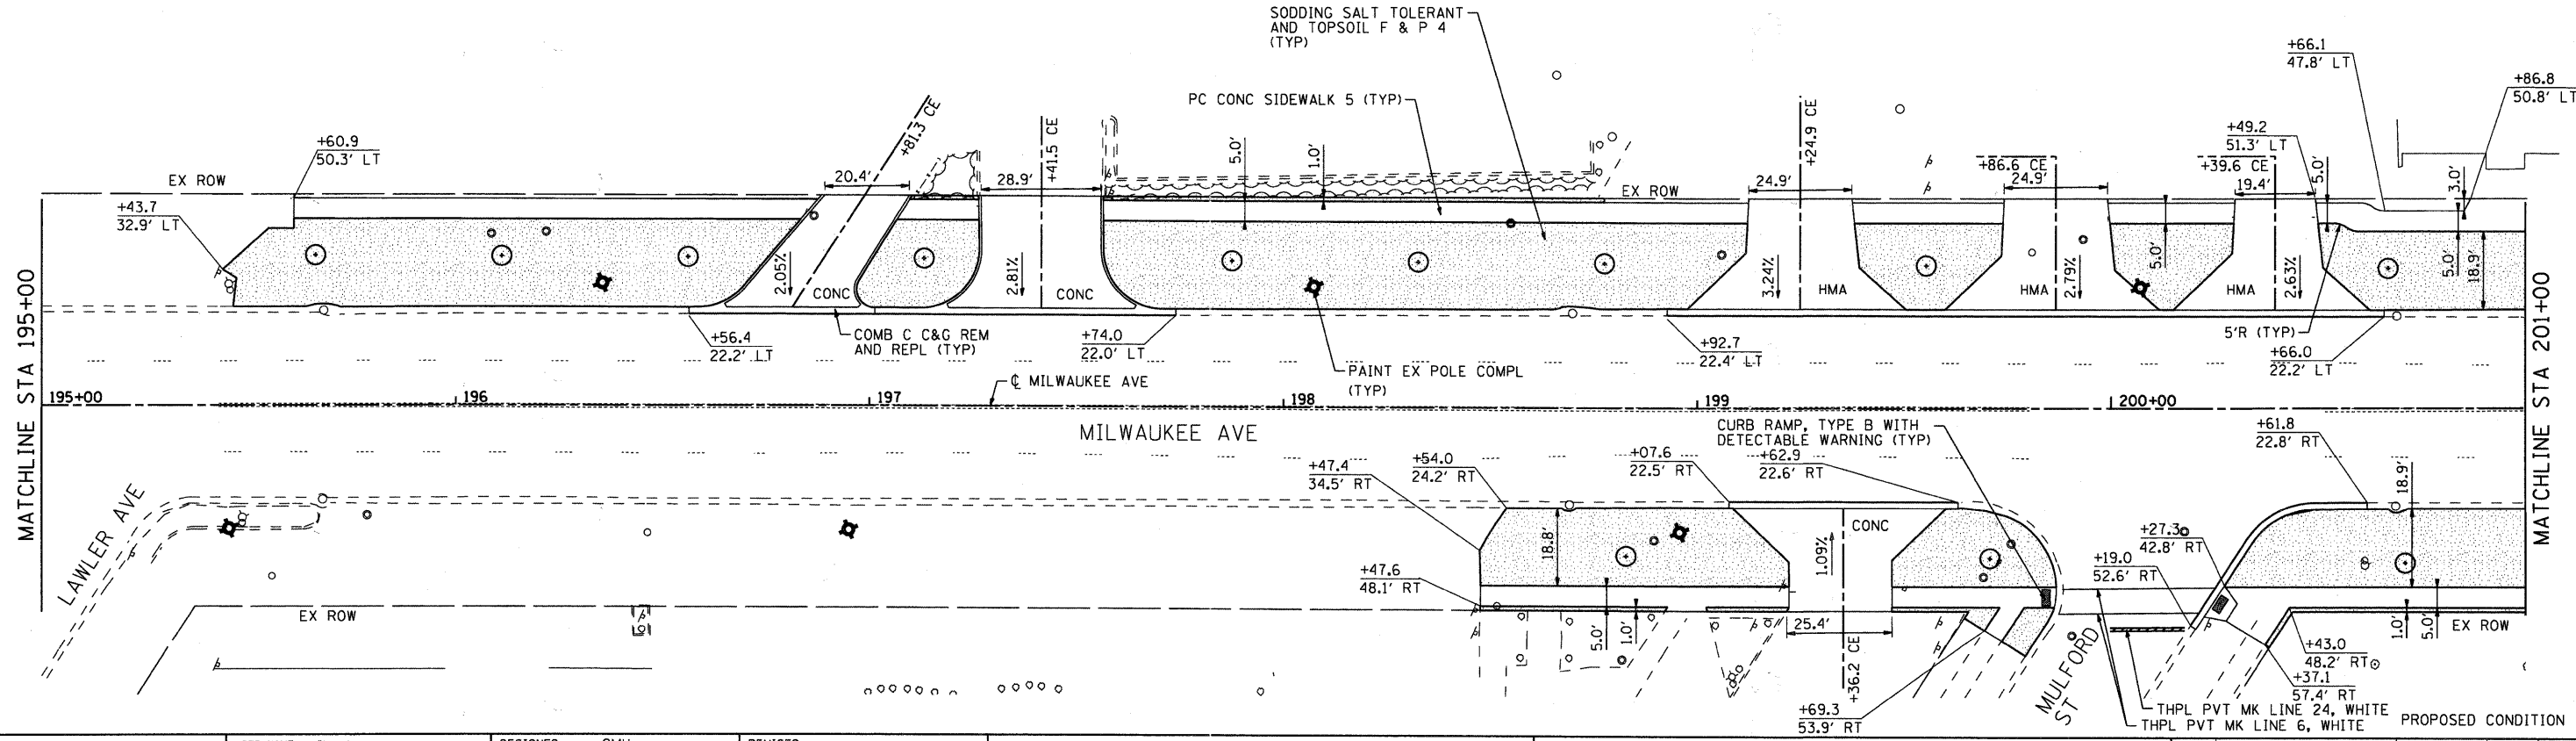 SODDING SALT TOLERANT
AND TOPSOIL F & P 4
(TYP)
+66.1
47.8' LT
+86.8
50.8' LT
PC CONC SIDEWALK 5 (TYP)
+60.9
50.3' LT
+81.3 CE
+41.5 CE
+24.9 CE
+49.2
51.3' LT
+86.6 CE
24.9'
+39.6 CE
19.4'
5.0'
3.0'
EX ROW
20.4'
28.9'
5.0'
1.0'
EX ROW
24.9'
+43.7
32.9' LT
2.05%
CONC
2.81%
CONC
3.24%
HMA
HMA
2.79%
5.0'
HMA
2.63%
5.0'
18.9'
MATCHLINE STA 195+00
MATCHLINE STA 201+00
+56.4
22.2' LT
COMB C C&G REM
AND REPL (TYP)
+74.0
22.0' LT
PAINT EX POLE COMPL
(TYP)
+92.7
22.4' LT
5'R (TYP)
+66.0
22.2' LT
195+00
196
197
℄ MILWAUKEE AVE
198
199
200+00
MILWAUKEE AVE
CURB RAMP, TYPE B WITH
DETECTABLE WARNING (TYP)
+61.8
22.8' RT
+47.4
34.5' RT
+54.0
24.2' RT
+07.6
22.5' RT
+62.9
22.6' RT
LAWLER AVE
18.8'
CONC
1.09%
18.9'
+27.3
42.8' RT
+19.0
52.6' RT
+47.6
48.1' RT
EX ROW
5.0'
1.0'
25.4'
+36.2 CE
1.0'
5.0'
EX ROW
MULFORD
ST
+43.0
48.2' RT
+37.1
57.4' RT
+69.3
53.9' RT
THPL PVT MK LINE 24, WHITE
THPL PVT MK LINE 6, WHITE
PROPOSED CONDITION